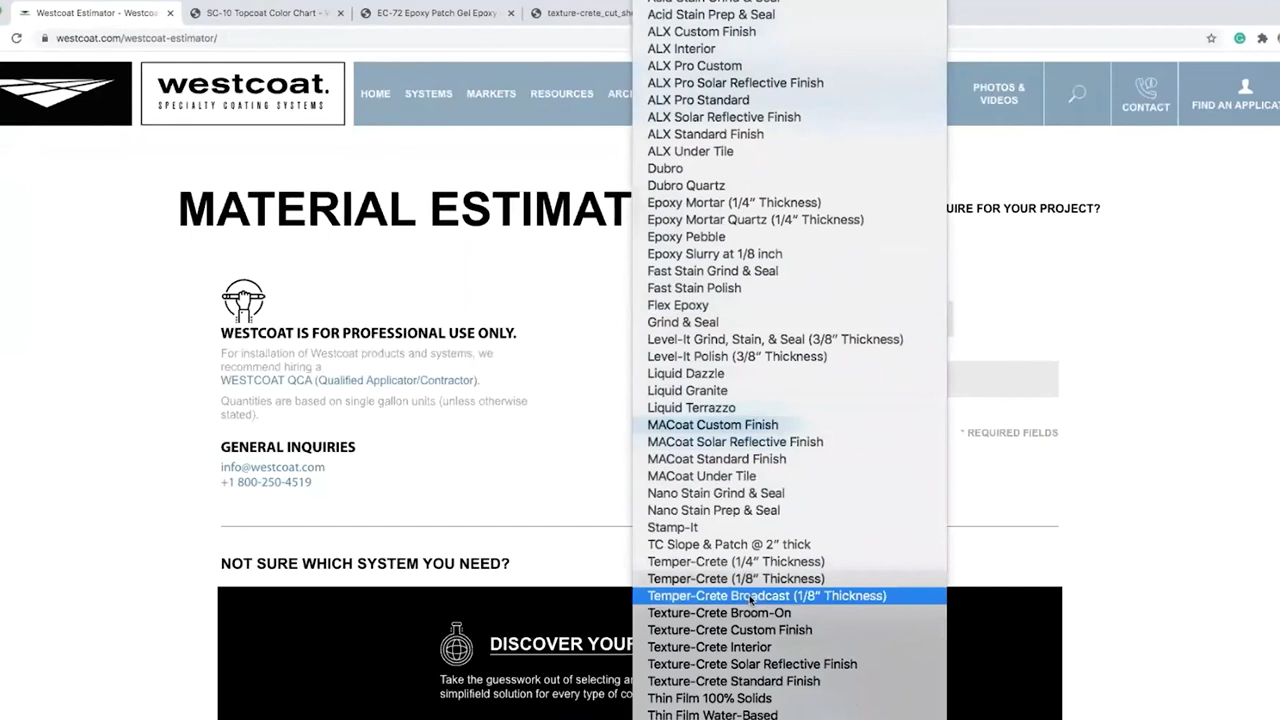 Westcoat Estimator - Westcoa
SC-10 Topcoat Color Chart -
EC-72 Epoxy Patch Gel Epoxy
texture-crete_cut_she
westcoat.com/westcoat-estimator/
westcoat.
SPECIALTY COATING SYSTEMS
HOME
SYSTEMS
MARKETS
RESOURCES
ARC
PHOTOS &
VIDEOS
CONTACT
FIND AN APPLICA
MATERIAL ESTIMAT
UIRE FOR YOUR PROJECT?
WESTCOAT IS FOR PROFESSIONAL USE ONLY.
For installation of Westcoat products and systems, we
recommend hiring a
WESTCOAT QCA (Qualified Applicator/Contractor).
Quantities are based on single gallon units (unless otherwise
stated).
GENERAL INQUIRIES
info@westcoat.com
+1 800-250-4519
* REQUIRED FIELDS
NOT SURE WHICH SYSTEM YOU NEED?
DISCOVER YOUR
Take the guesswork out of selecting a
simplifield solution for every type of co
Acid Stain Grind & Seal
Acid Stain Prep & Seal
ALX Custom Finish
ALX Interior
ALX Pro Custom
ALX Pro Solar Reflective Finish
ALX Pro Standard
ALX Solar Reflective Finish
ALX Standard Finish
ALX Under Tile
Dubro
Dubro Quartz
Epoxy Mortar (1/4" Thickness)
Epoxy Mortar Quartz (1/4" Thickness)
Epoxy Pebble
Epoxy Slurry at 1/8 inch
Fast Stain Grind & Seal
Fast Stain Polish
Flex Epoxy
Grind & Seal
Level-It Grind, Stain, & Seal (3/8" Thickness)
Level-It Polish (3/8" Thickness)
Liquid Dazzle
Liquid Granite
Liquid Terrazzo
MACoat Custom Finish
MACoat Solar Reflective Finish
MACoat Standard Finish
MACoat Under Tile
Nano Stain Grind & Seal
Nano Stain Prep & Seal
Stamp-It
TC Slope & Patch @ 2" thick
Temper-Crete (1/4" Thickness)
Temper-Crete (1/8" Thickness)
Temper-Crete Broadcast (1/8" Thickness)
Texture-Crete Broom-On
Texture-Crete Custom Finish
Texture-Crete Interior
Texture-Crete Solar Reflective Finish
Texture-Crete Standard Finish
Thin Film 100% Solids
Thin Film Water-Based